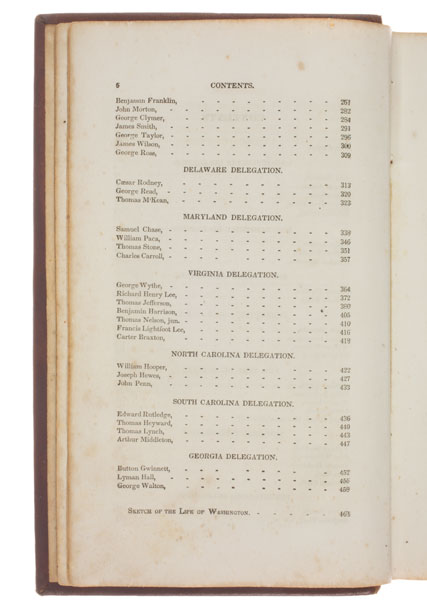 6 CONTENTS.
Benjamin Franklin, - - - - - - - - - 261
John Morton, - - - - - - - - - - 282
George Clymer, - - - - - - - - - - 284
James Smith, - - - - - - - - - - 291
George Taylor, - - - - - - - - - - 296
James Wilson, - - - - - - - - - - 300
George Ross, - - - - - - - - - - 309
DELAWARE DELEGATION.
Cæsar Rodney, - - - - - - - - - - 313
George Read, - - - - - - - - - - 320
Thomas M'Kean, - - - - - - - - - - 323
MARYLAND DELEGATION.
Samuel Chase, - - - - - - - - - - 338
William Paca, - - - - - - - - - - 346
Thomas Stone, - - - - - - - - - - 351
Charles Carroll, - - - - - - - - - - 357
VIRGINIA DELEGATION.
George Wythe, - - - - - - - - - - 364
Richard Henry Lee, - - - - - - - - - 372
Thomas Jefferson, - - - - - - - - - 380
Benjamin Harrison, - - - - - - - - - 405
Thomas Nelson, jun. - - - - - - - - - 410
Francis Lightfoot Lee, - - - - - - - - - 416
Carter Braxton, - - - - - - - - - - 418
NORTH CAROLINA DELEGATION.
William Hooper, - - - - - - - - - - 422
Joseph Hewes, - - - - - - - - - - 427
John Penn, - - - - - - - - - - 433
SOUTH CAROLINA DELEGATION.
Edward Rutledge, - - - - - - - - - 436
Thomas Heyward, - - - - - - - - - 440
Thomas Lynch, - - - - - - - - - - 443
Arthur Middleton, - - - - - - - - - 447
GEORGIA DELEGATION.
Button Gwinnett, - - - - - - - - - 452
Lyman Hall, - - - - - - - - - - 456
George Walton, - - - - - - - - - 458
SKETCH OF THE LIFE OF WASHINGTON. - - - - - 463